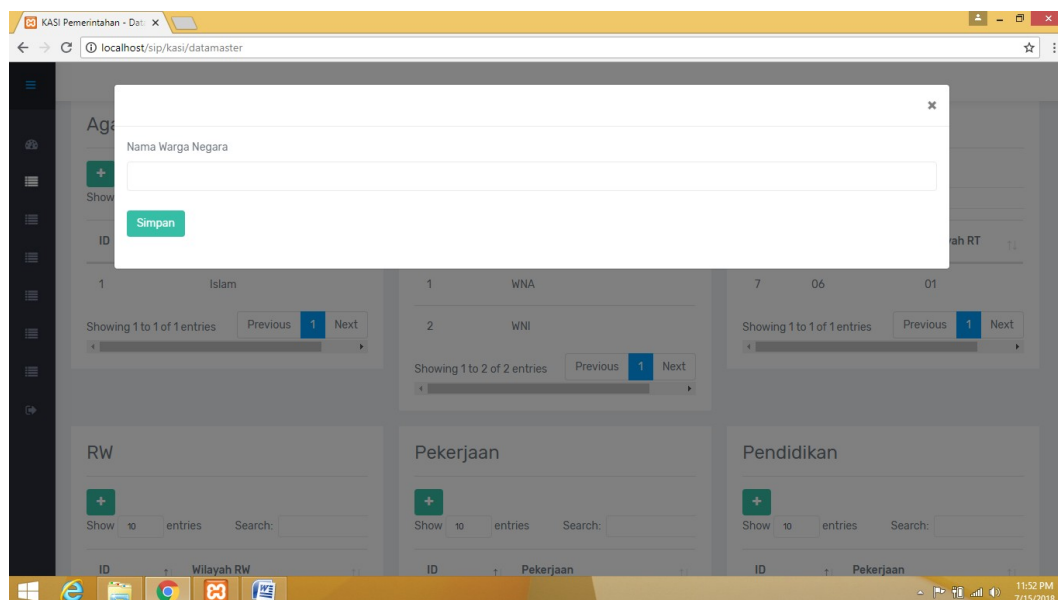 KASI Pemerintahan - Dat
localhost/sip/kasi/datamaster
Nama Warga Negara
Simpan
Show
ID
1 Islam
Showing 1 to 1 of 1 entries Previous 1 Next
1 WNA
2 WNI
Showing 1 to 2 of 2 entries Previous 1 Next
RT
7 06 01
Showing 1 to 1 of 1 entries Previous 1 Next
RW
Show 10 entries Search:
ID Wilayah RW
Pekerjaan
Show 10 entries Search:
ID Pekerjaan
Pendidikan
Show 10 entries Search:
ID Pekerjaan
11:52 PM
7/15/2018